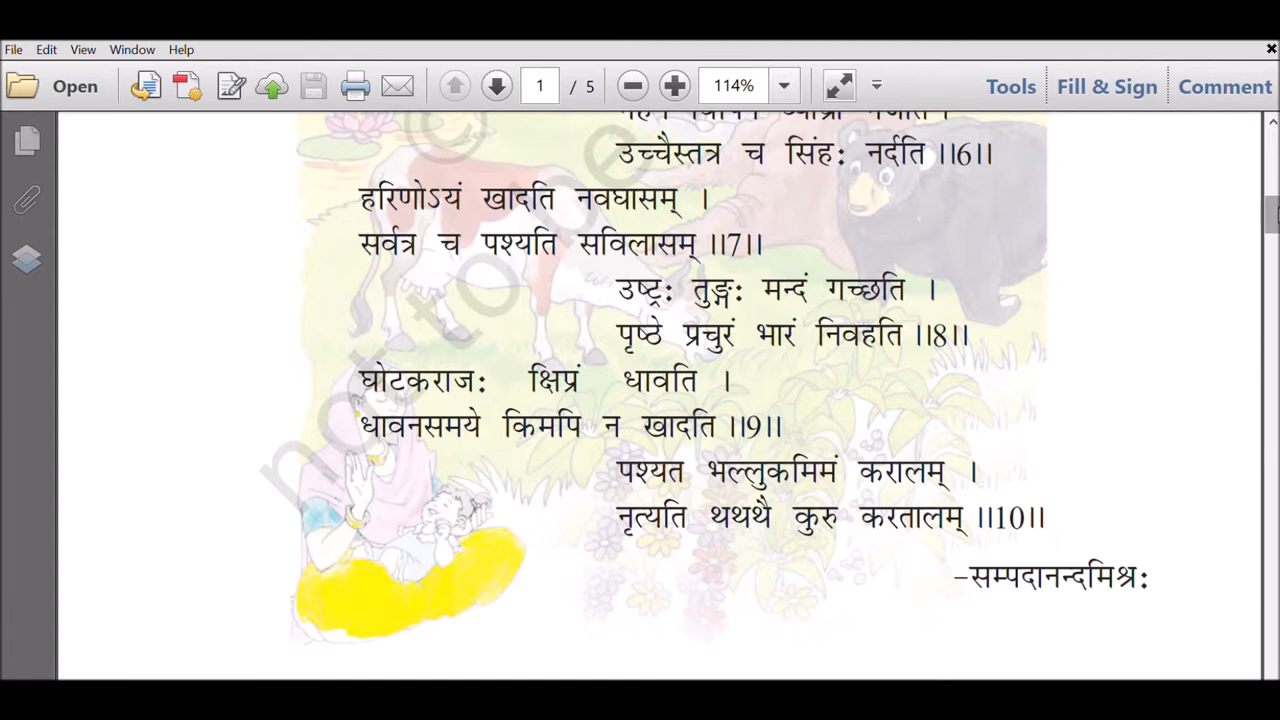 File Edit View Window Help
Open 1 / 5 114% Tools Fill & Sign Comment
उच्चैस्तत्र च सिंहः नर्दति ।।6।।
हरिणोऽयं खादति नवघासम् ।
सर्वत्र च पश्यति सविलासम् ।।7।।
उष्ट्रः तुङ्गः मन्दं गच्छति ।
पृष्ठे प्रचुरं भारं निवहति ।।8।।
घोटकराजः क्षिप्रं धावति ।
धावनसमये किमपि न खादति ।।9।।
पश्यत भल्लुकमिमं करालम् ।
नृत्यति थथथै कुरु करतालम् ।।10।।
–सम्पदानन्दमिश्रः
©
not to be